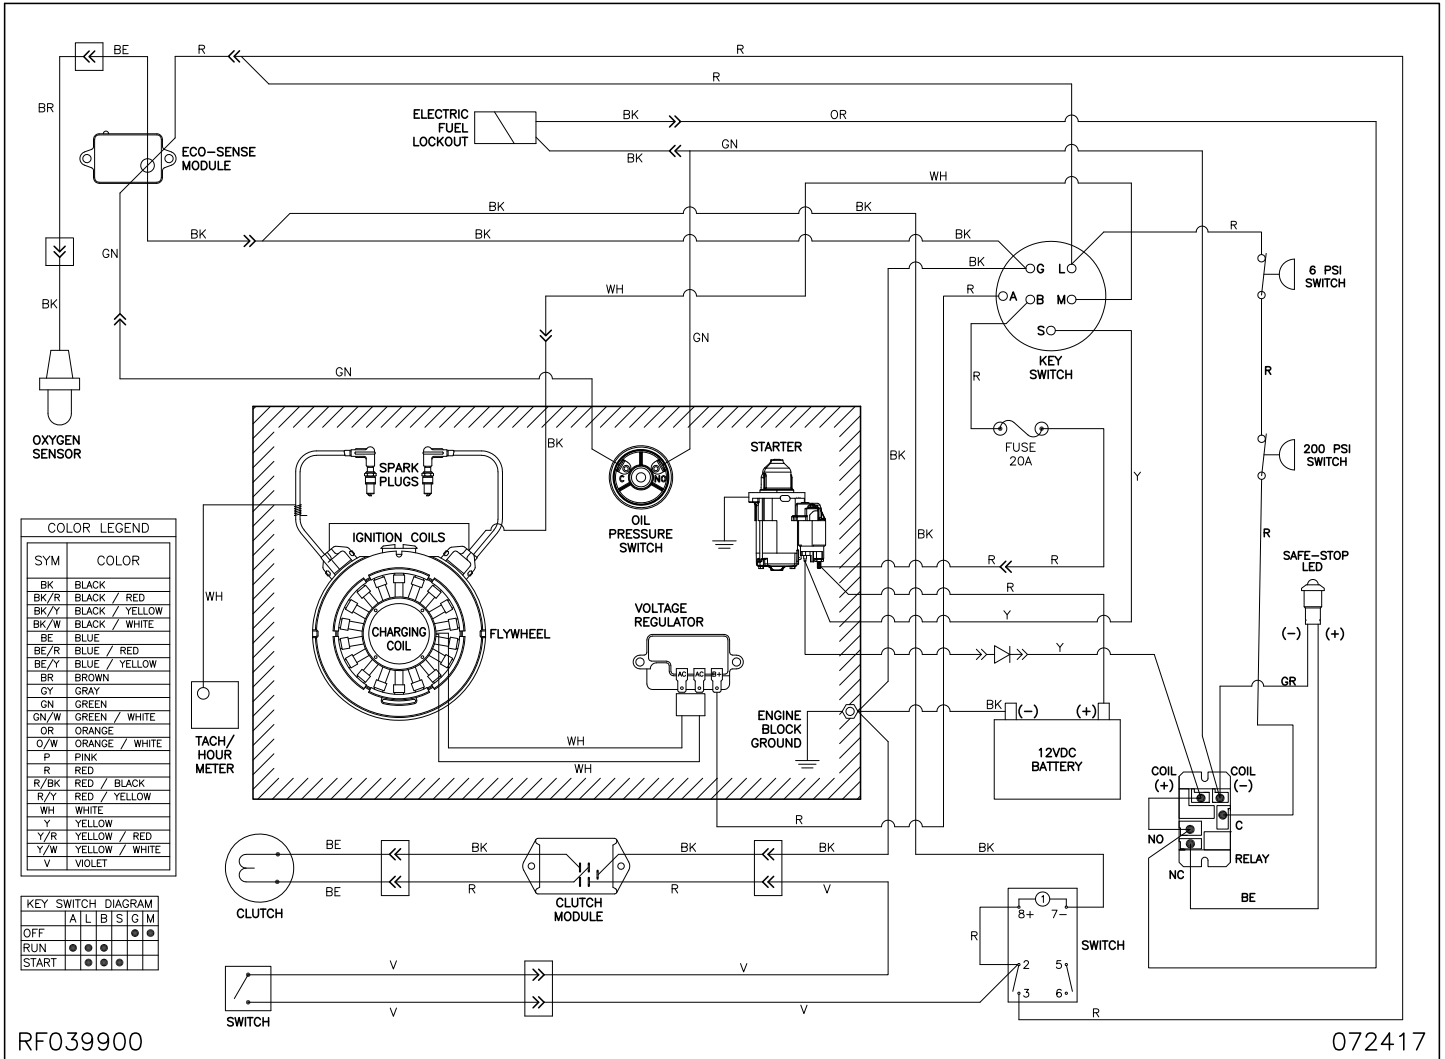 BE
R
R
R
BR
ELECTRIC
FUEL
LOCKOUT
BK
OR
BK
GN
ECO-SENSE
MODULE
WH
BK
BK
BK
BK
R
GN
BK
G
L
A
B
M
S
KEY
SWITCH
R
6 PSI
SWITCH
WH
BK
GN
GN
R
R
OXYGEN
SENSOR
BK
SPARK
PLUGS
C
NO
OIL
PRESSURE
SWITCH
STARTER
BK
FUSE
20A
200 PSI
SWITCH
Y
COLOR LEGEND
SYM COLOR
BK BLACK
BK/R BLACK / RED
BK/Y BLACK / YELLOW
BK/W BLACK / WHITE
BE BLUE
BE/R BLUE / RED
BE/Y BLUE / YELLOW
BR BROWN
GY GRAY
GN GREEN
GN/W GREEN / WHITE
OR ORANGE
O/W ORANGE / WHITE
P PINK
R RED
R/BK RED / BLACK
R/Y RED / YELLOW
WH WHITE
Y YELLOW
Y/R YELLOW / RED
Y/W YELLOW / WHITE
V VIOLET
IGNITION COILS
BK
R
R
R
R
SAFE-STOP
LED
(-)
(+)
WH
CHARGING
COIL
FLYWHEEL
VOLTAGE
REGULATOR
AC
AC
B+
Y
Y
GR
TACH/
HOUR
METER
WH
WH
ENGINE
BLOCK
GROUND
BK
(-)
(+)
12VDC
BATTERY
COIL
(+)
COIL
(-)
C
NO
NC
RELAY
BE
R
BE
BE
CLUTCH
BK
R
CLUTCH
MODULE
BK
R
BK
V
BK
KEY SWITCH DIAGRAM
A L B S G M
OFF
RUN
START
1
8+
7-
R
SWITCH
2
5
3
6
V
V
V
V
SWITCH
R
RF039900
072417